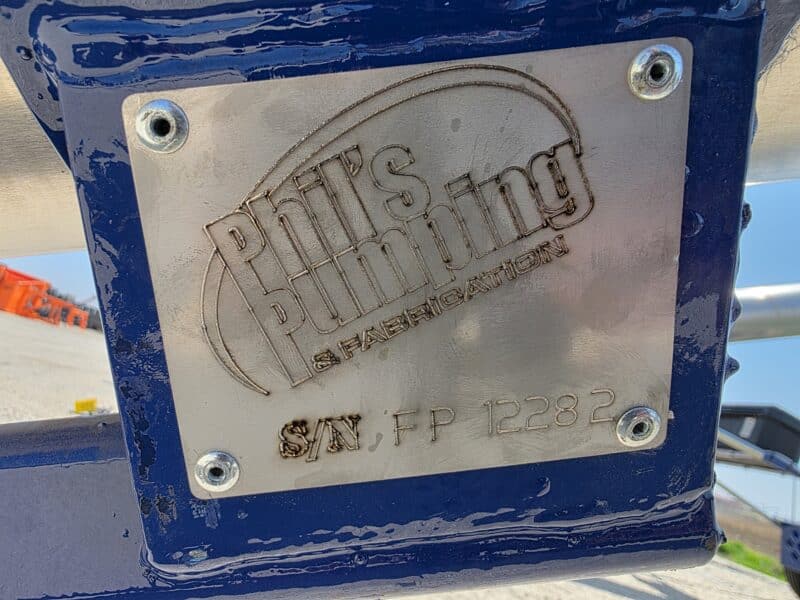 Phil's
Pumping
& FABRICATION
S/N FP 12282